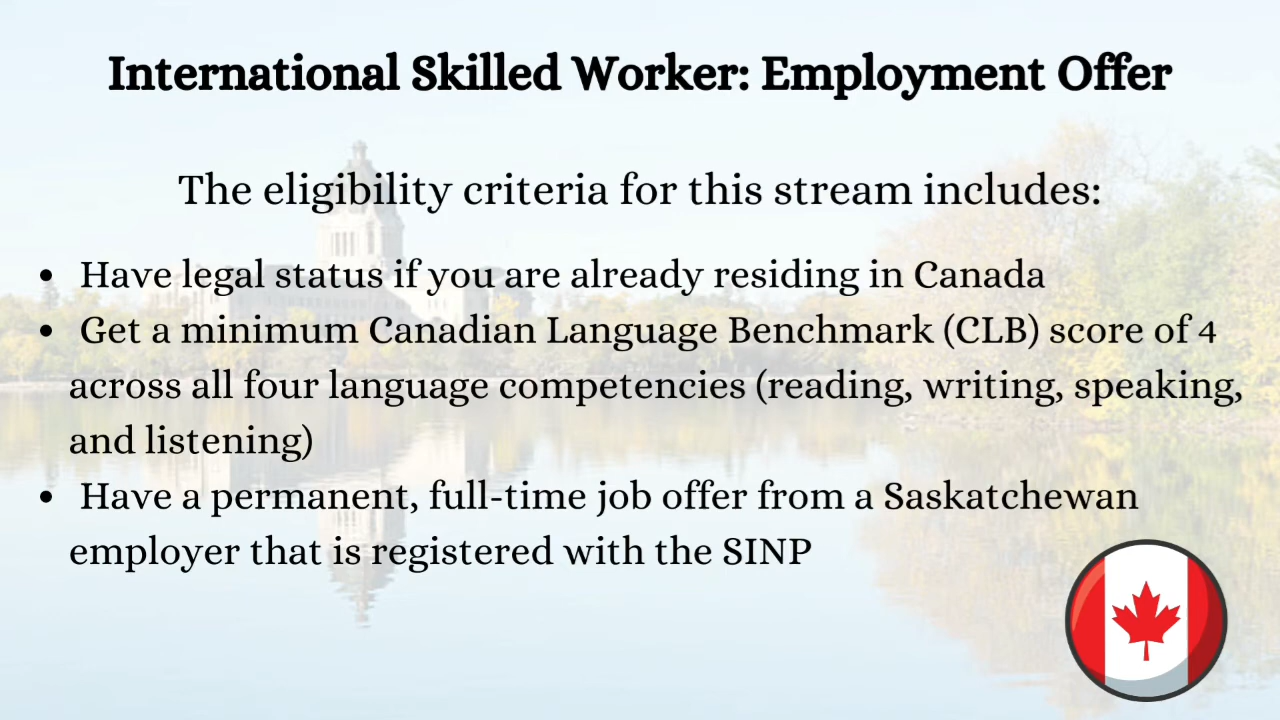 International Skilled Worker: Employment Offer
The eligibility criteria for this stream includes:
• Have legal status if you are already residing in Canada
• Get a minimum Canadian Language Benchmark (CLB) score of 4
across all four language competencies (reading, writing, speaking,
and listening)
• Have a permanent, full-time job offer from a Saskatchewan
employer that is registered with the SINP